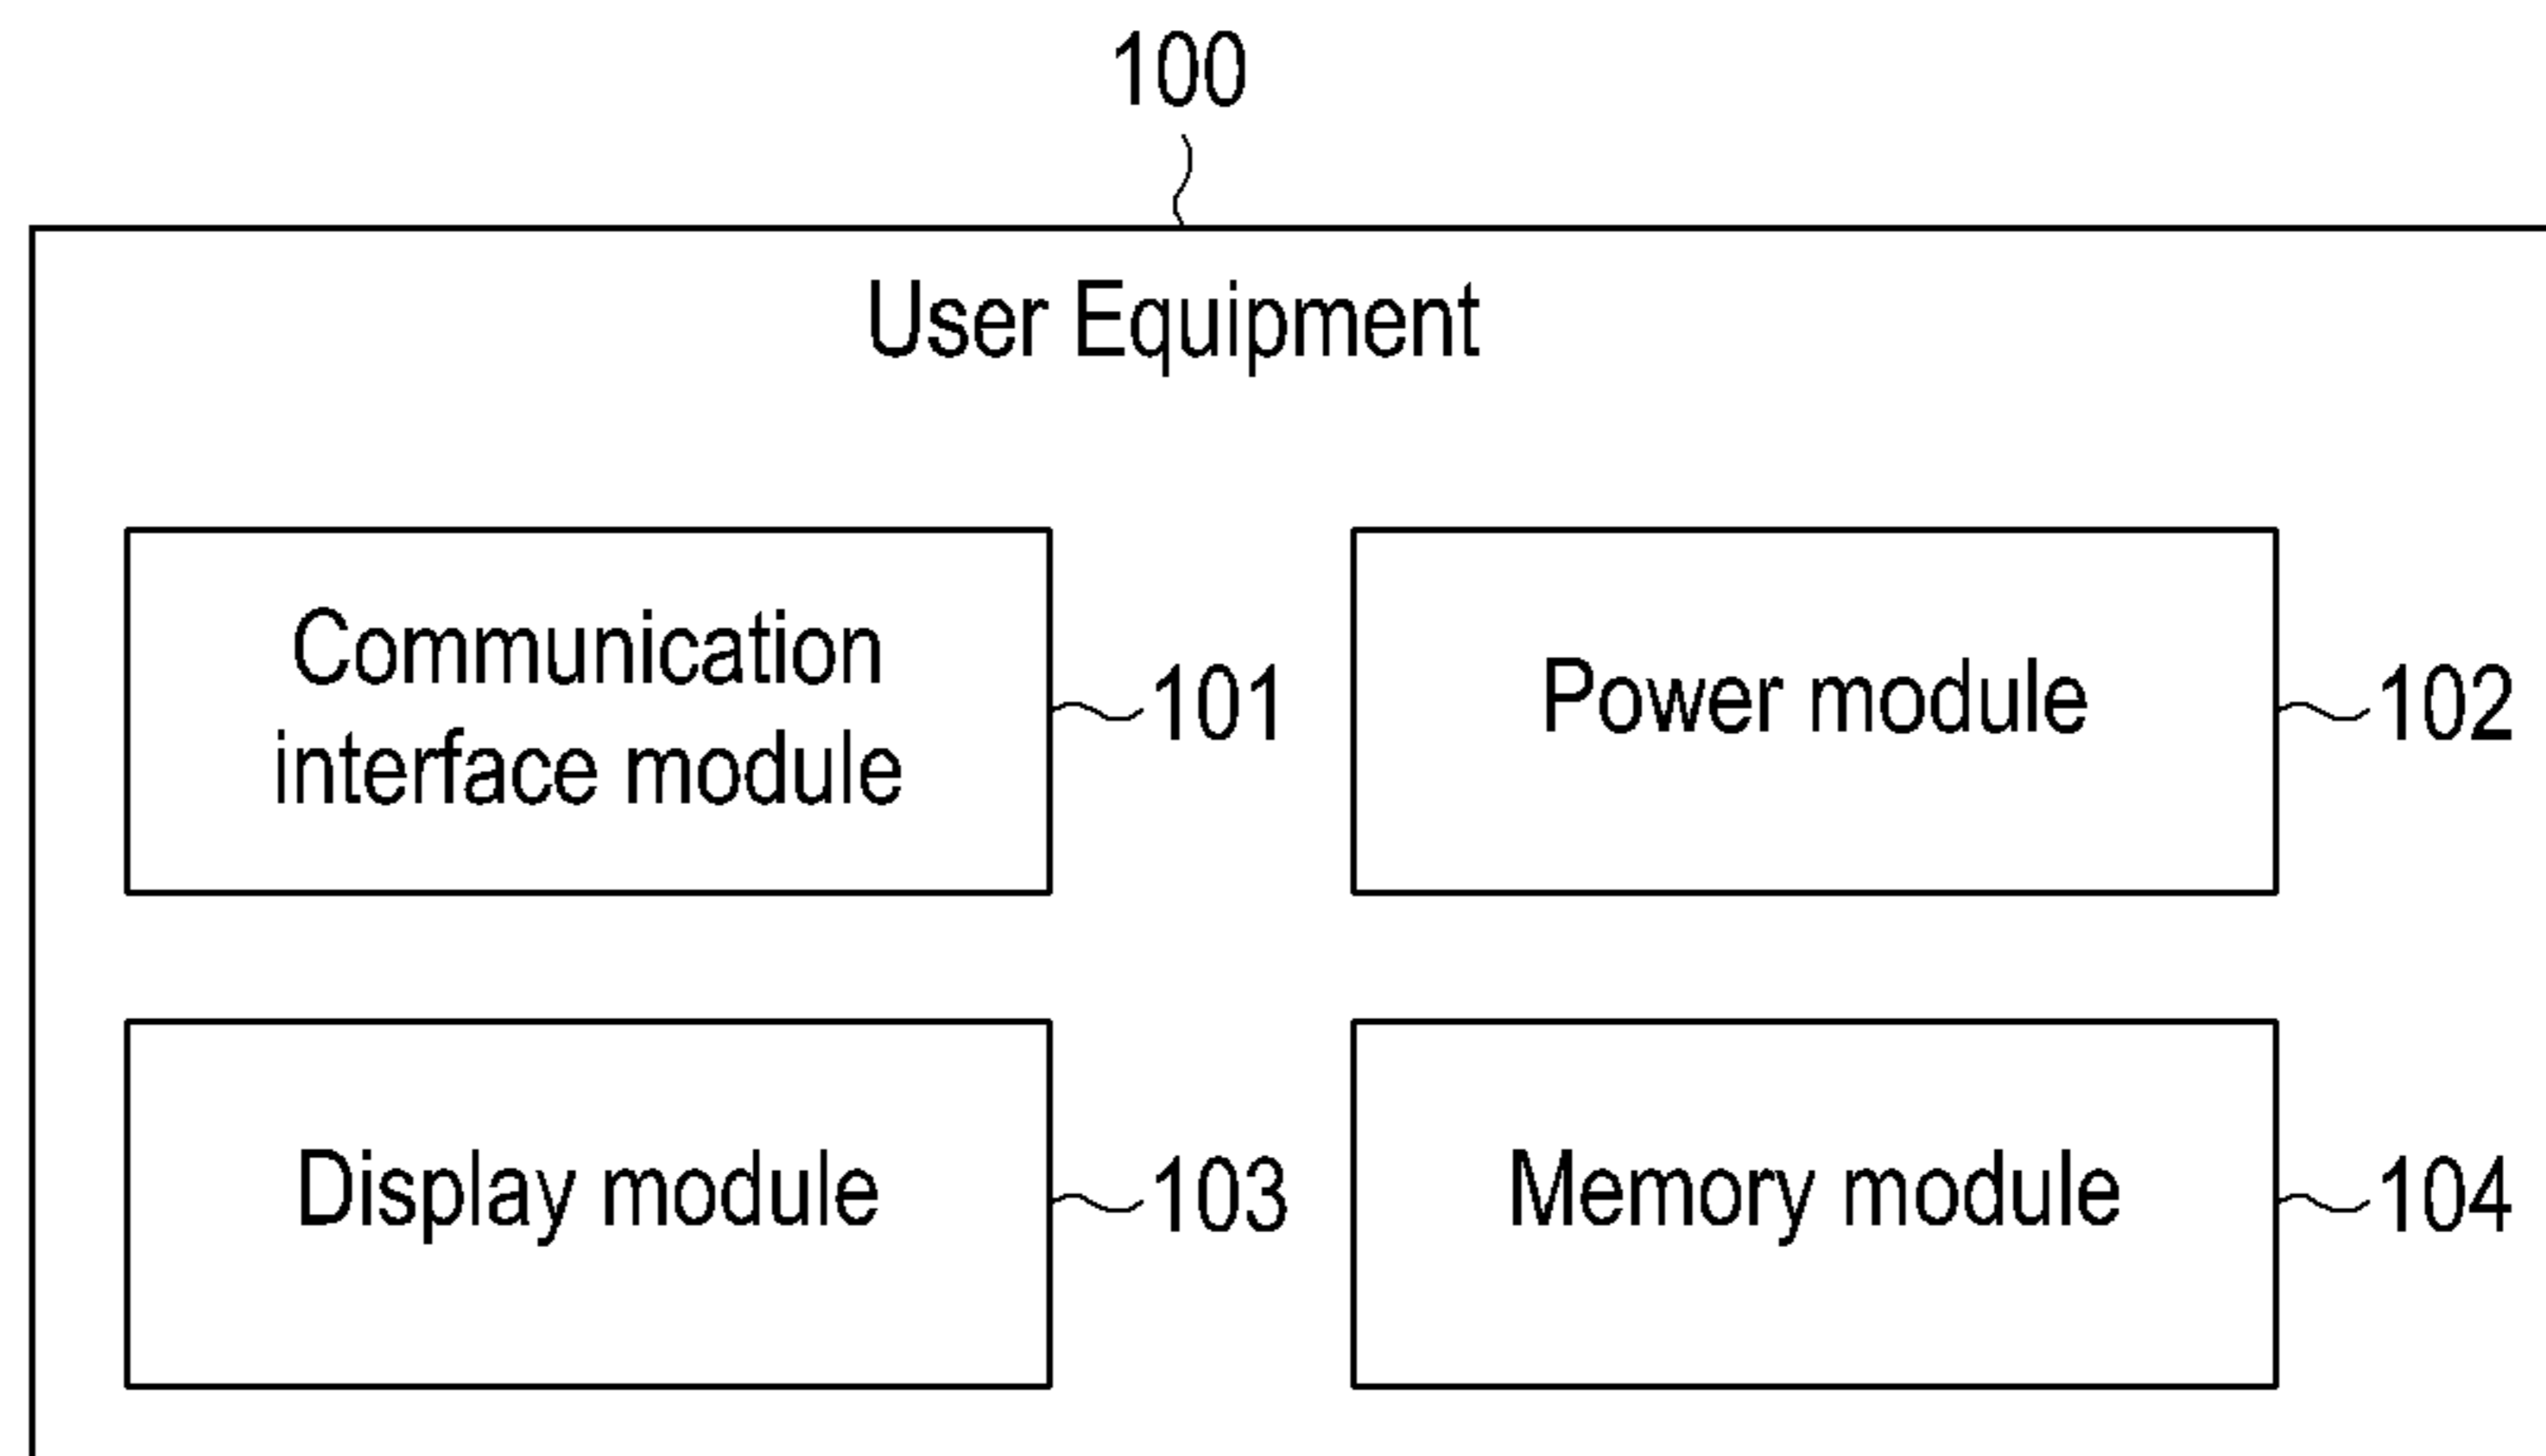 100
User Equipment
Communication
interface module
101
Power module
102
Display module
103
Memory module
104